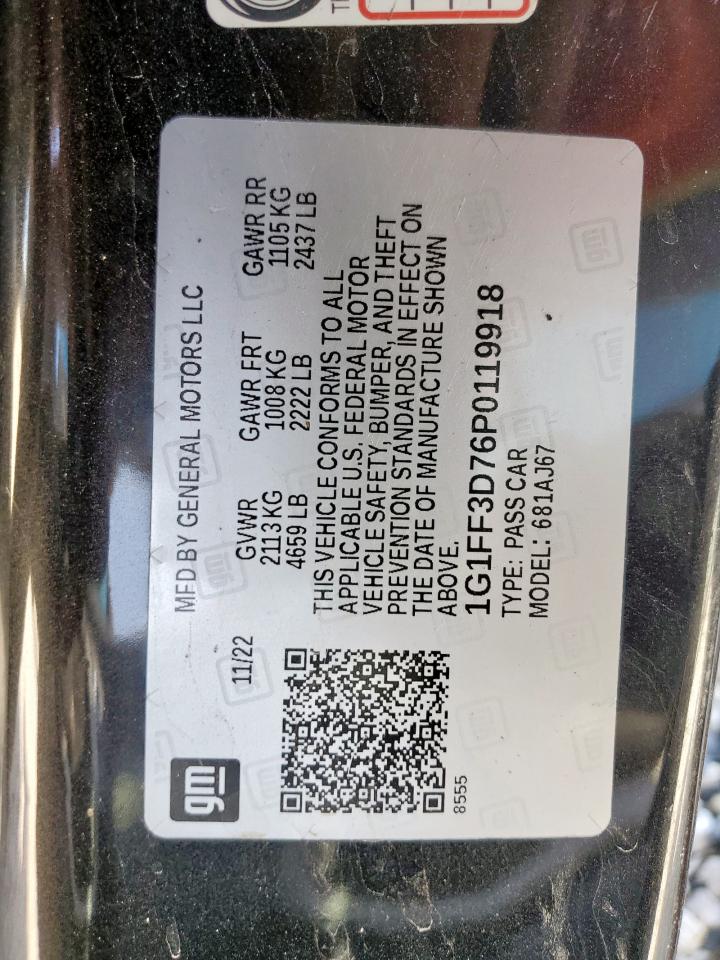 gm
MFD BY GENERAL MOTORS LLC
11/22
GVWR GAWR FRT GAWR RR
2113 KG 1008 KG 1105 KG
4659 LB 2222 LB 2437 LB
THIS VEHICLE CONFORMS TO ALL
APPLICABLE U.S. FEDERAL MOTOR
VEHICLE SAFETY, BUMPER, AND THEFT
PREVENTION STANDARDS IN EFFECT ON
THE DATE OF MANUFACTURE SHOWN
ABOVE.
1G1FF3D76P0119918
TYPE: PASS CAR
MODEL: 681AJ67
8555